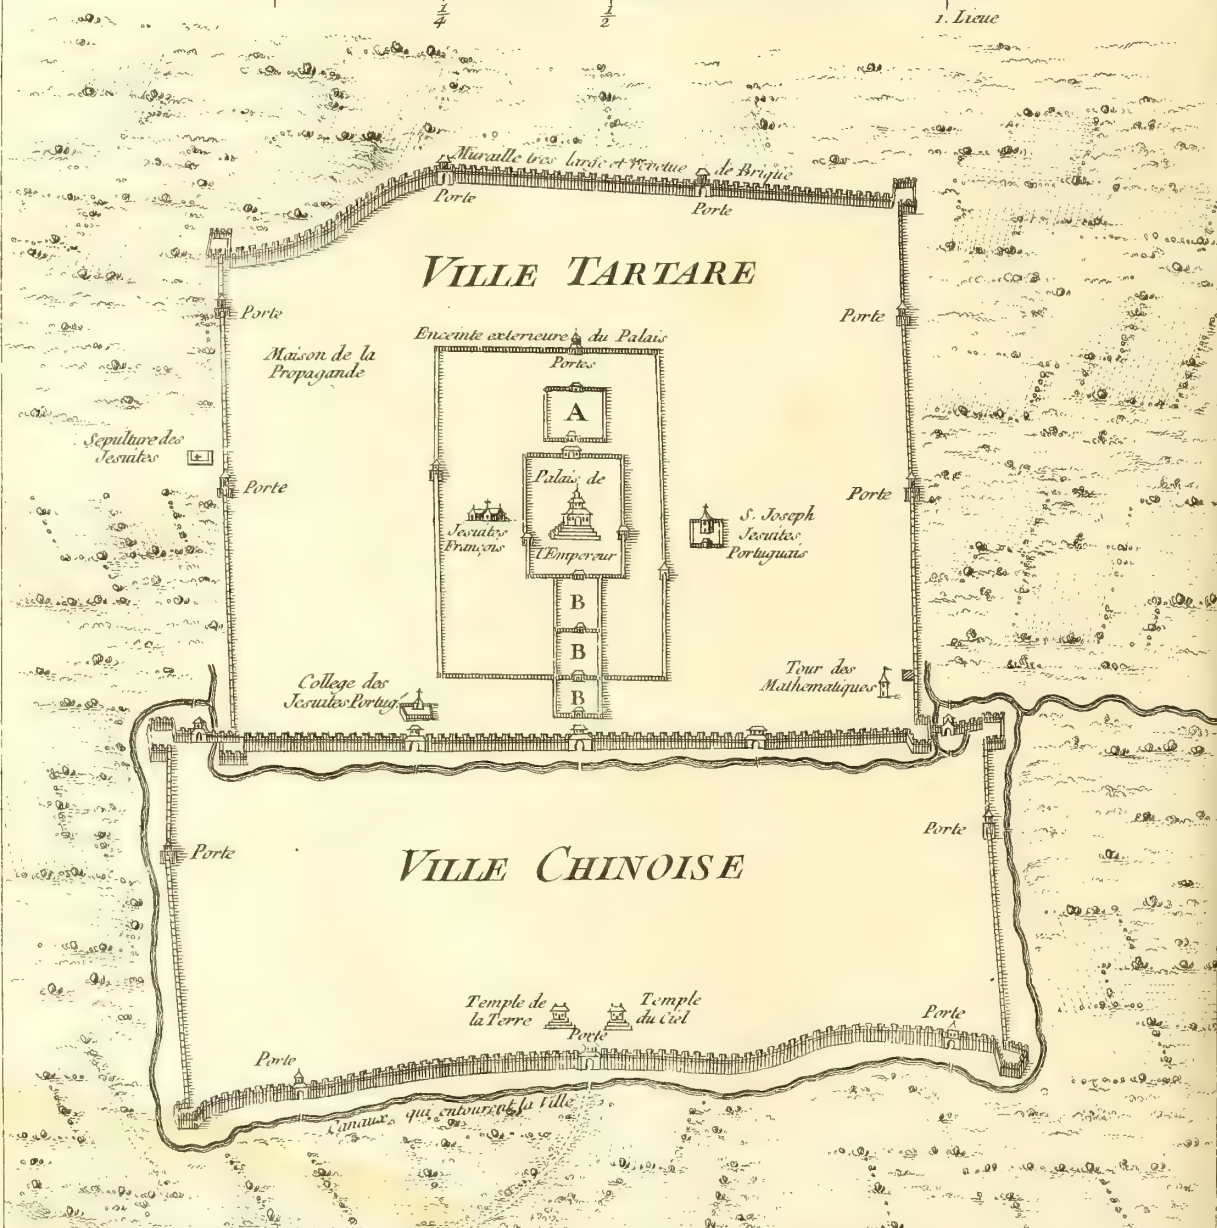 1/4
1/2
1. Lieue
Muraille tres large et revetue de Brique
Porte
Porte
VILLE TARTARE
Porte
Porte
Enceinte exterieure du Palais
Portes
Maison de la
Propagande
A
Sepulture des
Jesuites
Porte
Palais de
l'Empereur
Jesuites
François
S. Joseph
Jesuites
Portuguais
Porte
B
B
B
College des
Jesuites Portug.
Tour des
Mathematiques
Porte
Porte
VILLE CHINOISE
Temple de
la Terre
Temple
du Ciel
Porte
Porte
Porte
Canaux qui entourent la Ville